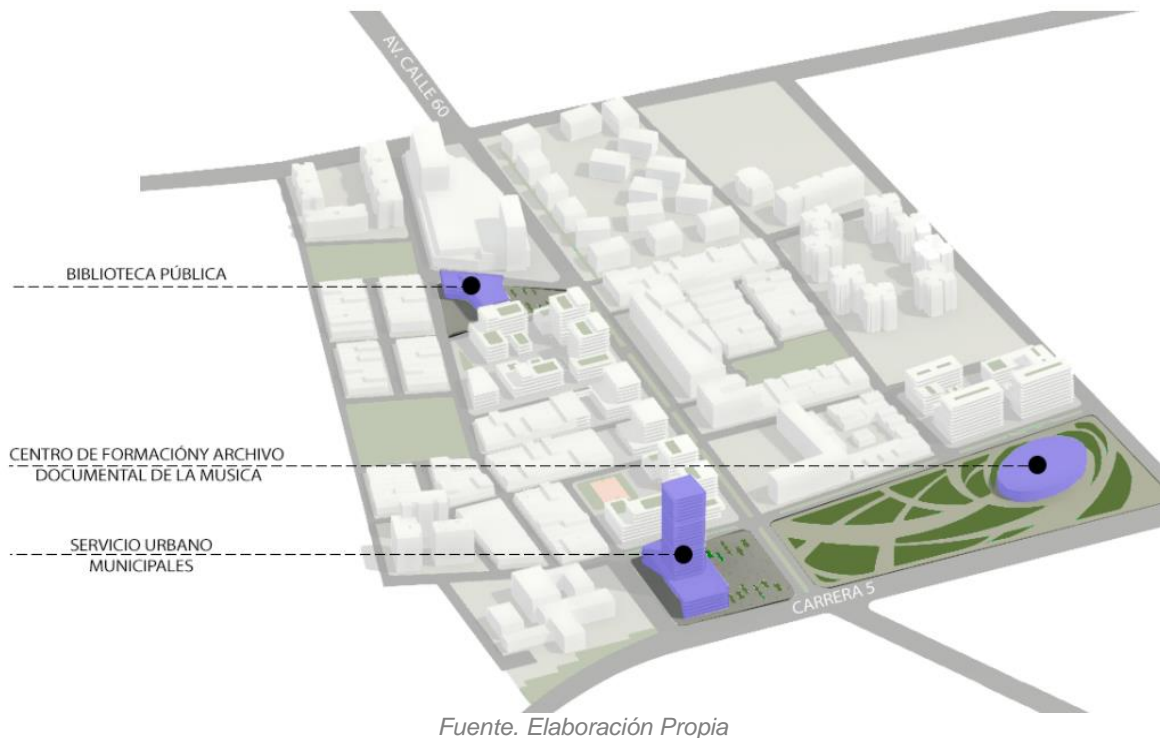 AV. CALLE 60
BIBLIOTECA PÚBLICA
CENTRO DE FORMACIÓNY ARCHIVO
DOCUMENTAL DE LA MUSICA
SERVICIO URBANO
MUNICIPALES
CARRERA 5
Fuente. Elaboración Propia